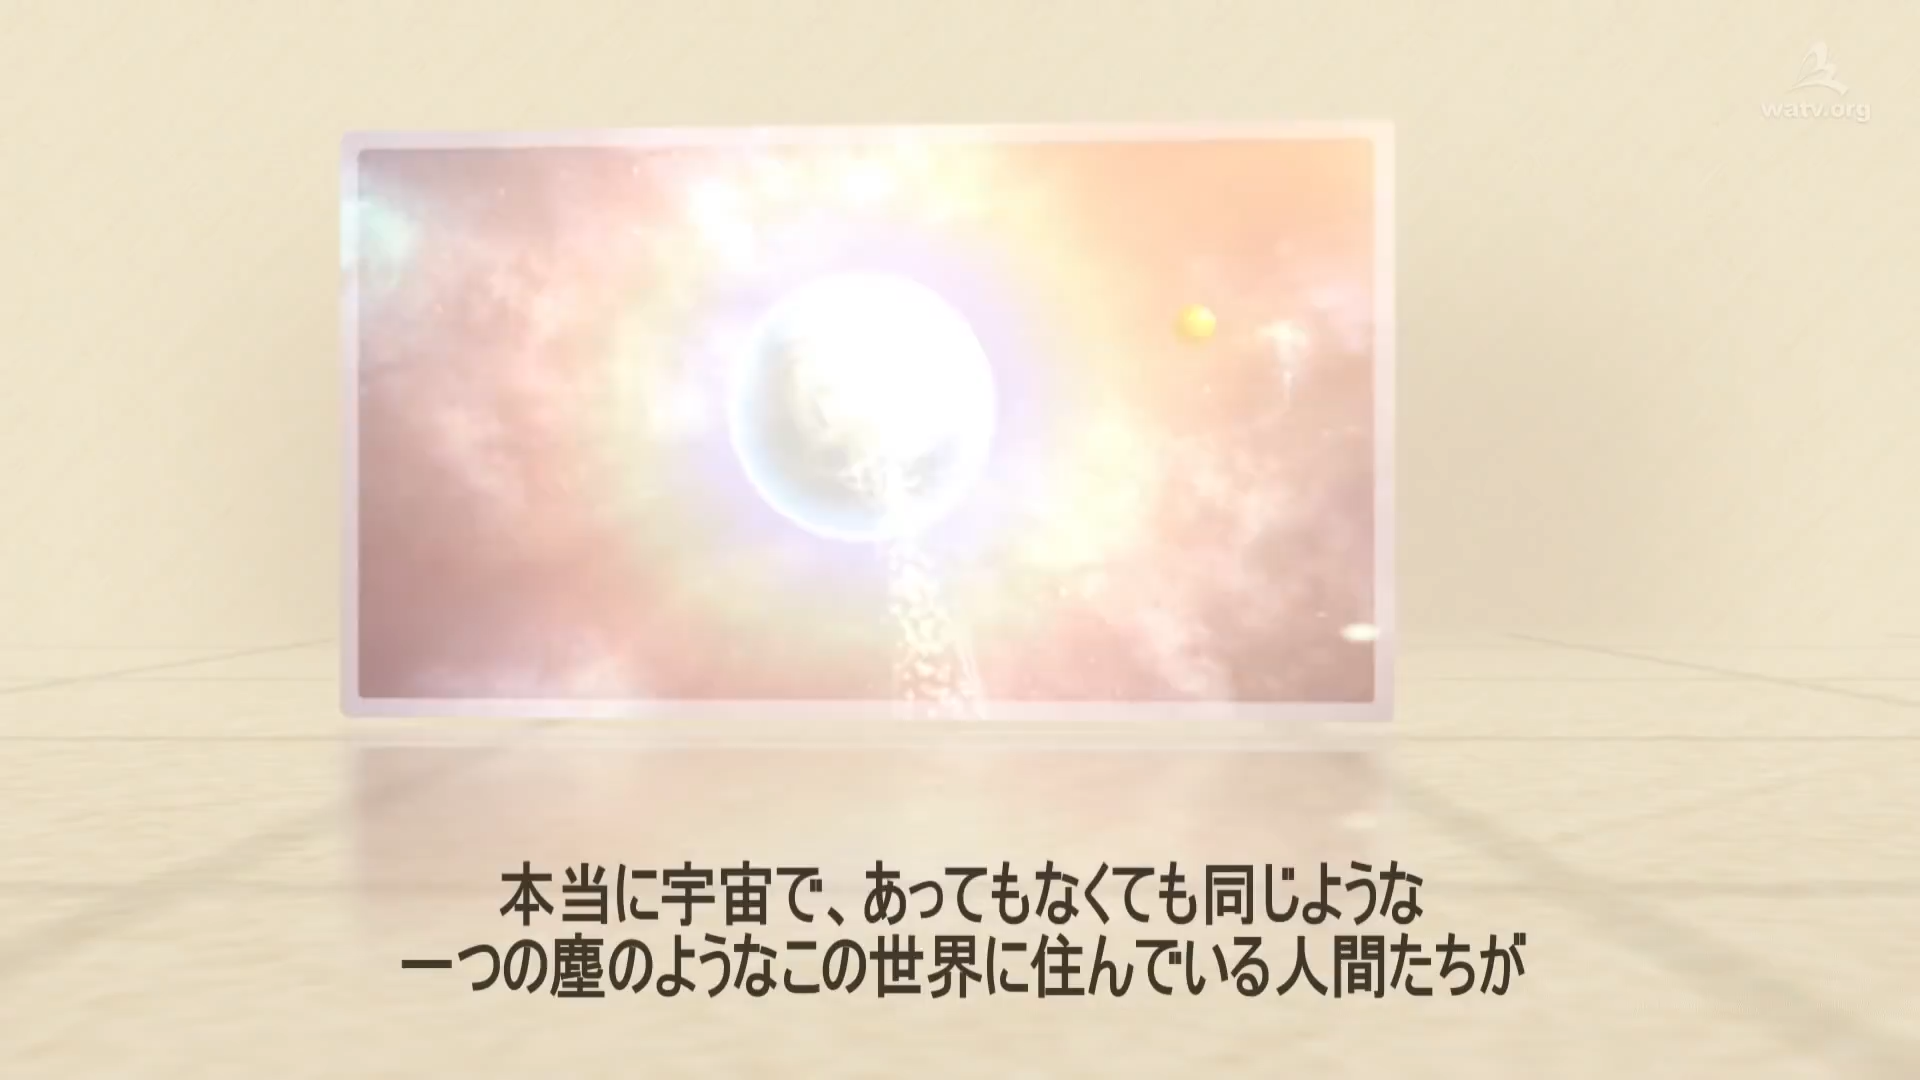 watv.org
本当に宇宙で、あってもなくても同じような
一つの塵のようなこの世界に住んでいる人間たちが